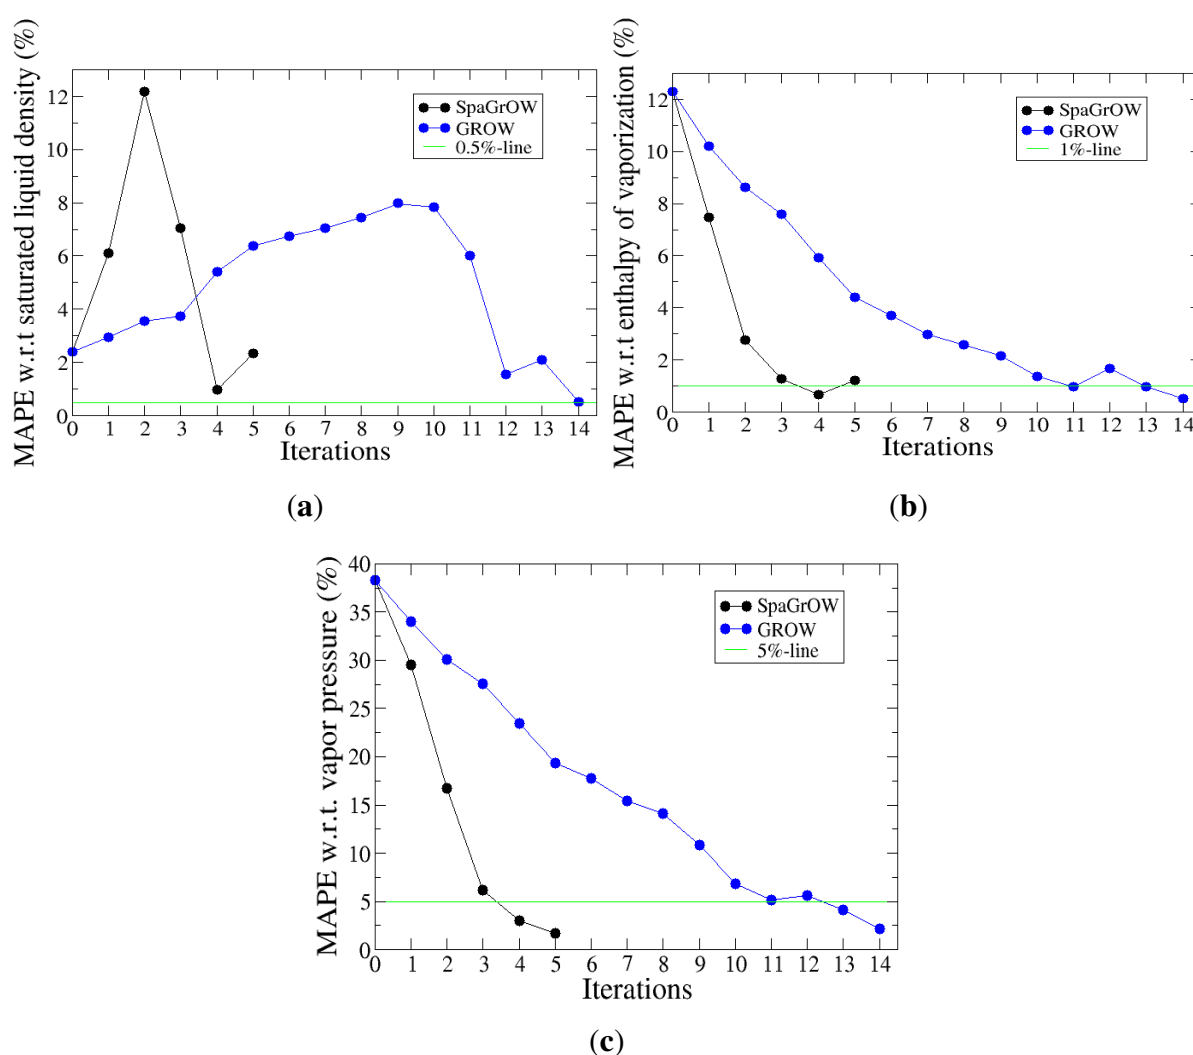 MAPE w.r.t saturated liquid density (%)
12
10
8
6
4
2
0
SpaGrOW
GROW
0.5%-line
0 1 2 3 4 5 6 7 8 9 10 11 12 13 14
Iterations
(a)
MAPE w.r.t enthalpy of vaporization (%)
12
10
8
6
4
2
0
SpaGrOW
GROW
1%-line
0 1 2 3 4 5 6 7 8 9 10 11 12 13 14
Iterations
(b)
MAPE w.r.t. vapor pressure (%)
40
35
30
25
20
15
10
5
0
SpaGrOW
GROW
5%-line
0 1 2 3 4 5 6 7 8 9 10 11 12 13 14
Iterations
(c)